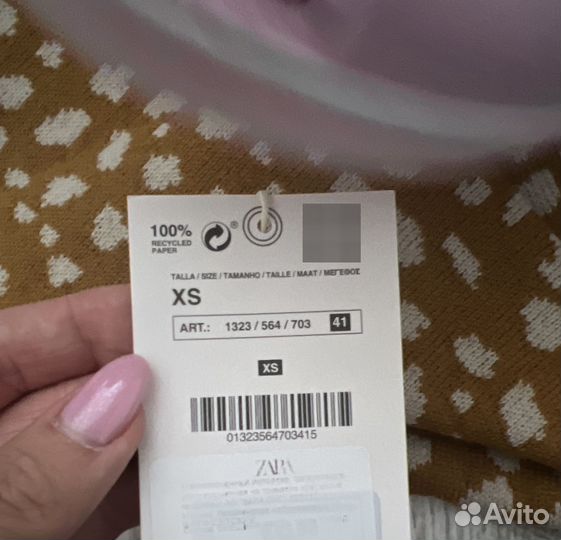 100%
RECYCLED
PAPER
®
TALLA / SIZE / TAMANHO / TAILLE / MAAT / ΜΕΓΕΘΟΣ
XS
ART.: 1323 / 564 / 703 41
XS
01323564703415
ZARA
Avito